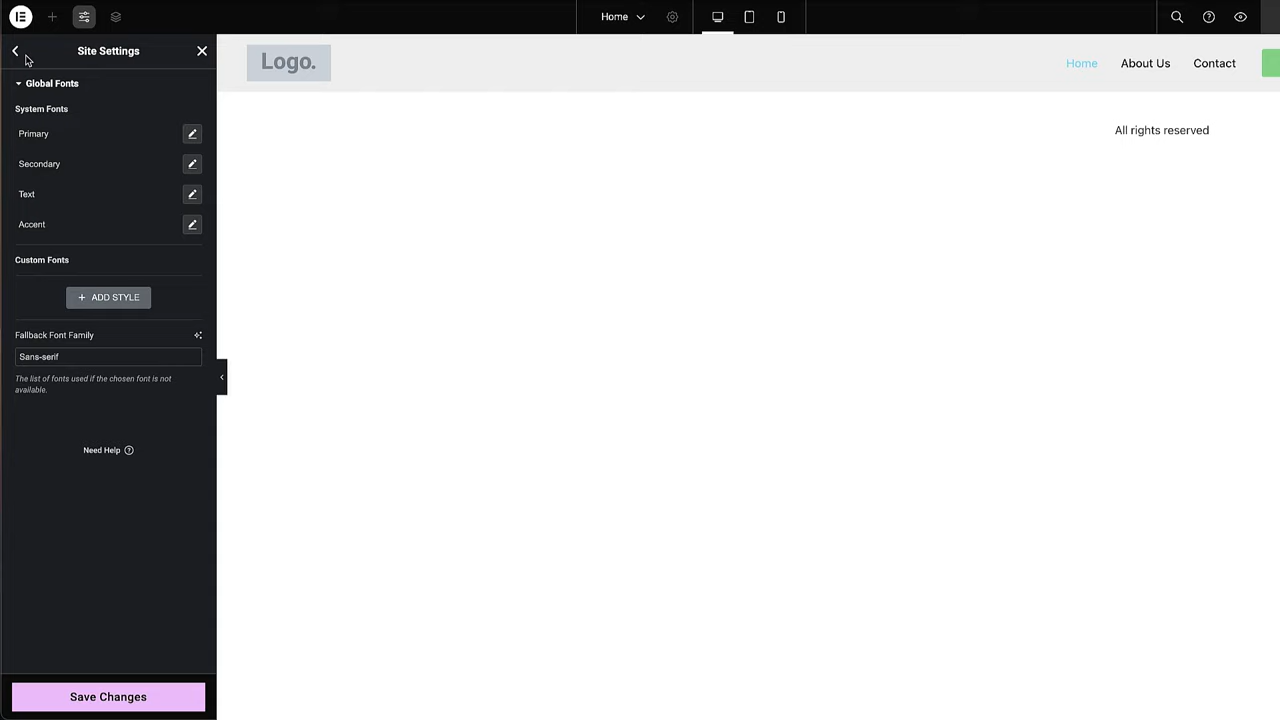 Home
Site Settings
Logo.
Home
About Us
Contact
Global Fonts
System Fonts
Primary
Secondary
Text
Accent
Custom Fonts
+ ADD STYLE
Fallback Font Family
Sans-serif
The list of fonts used if the chosen font is not
available.
Need Help
Save Changes
All rights reserved